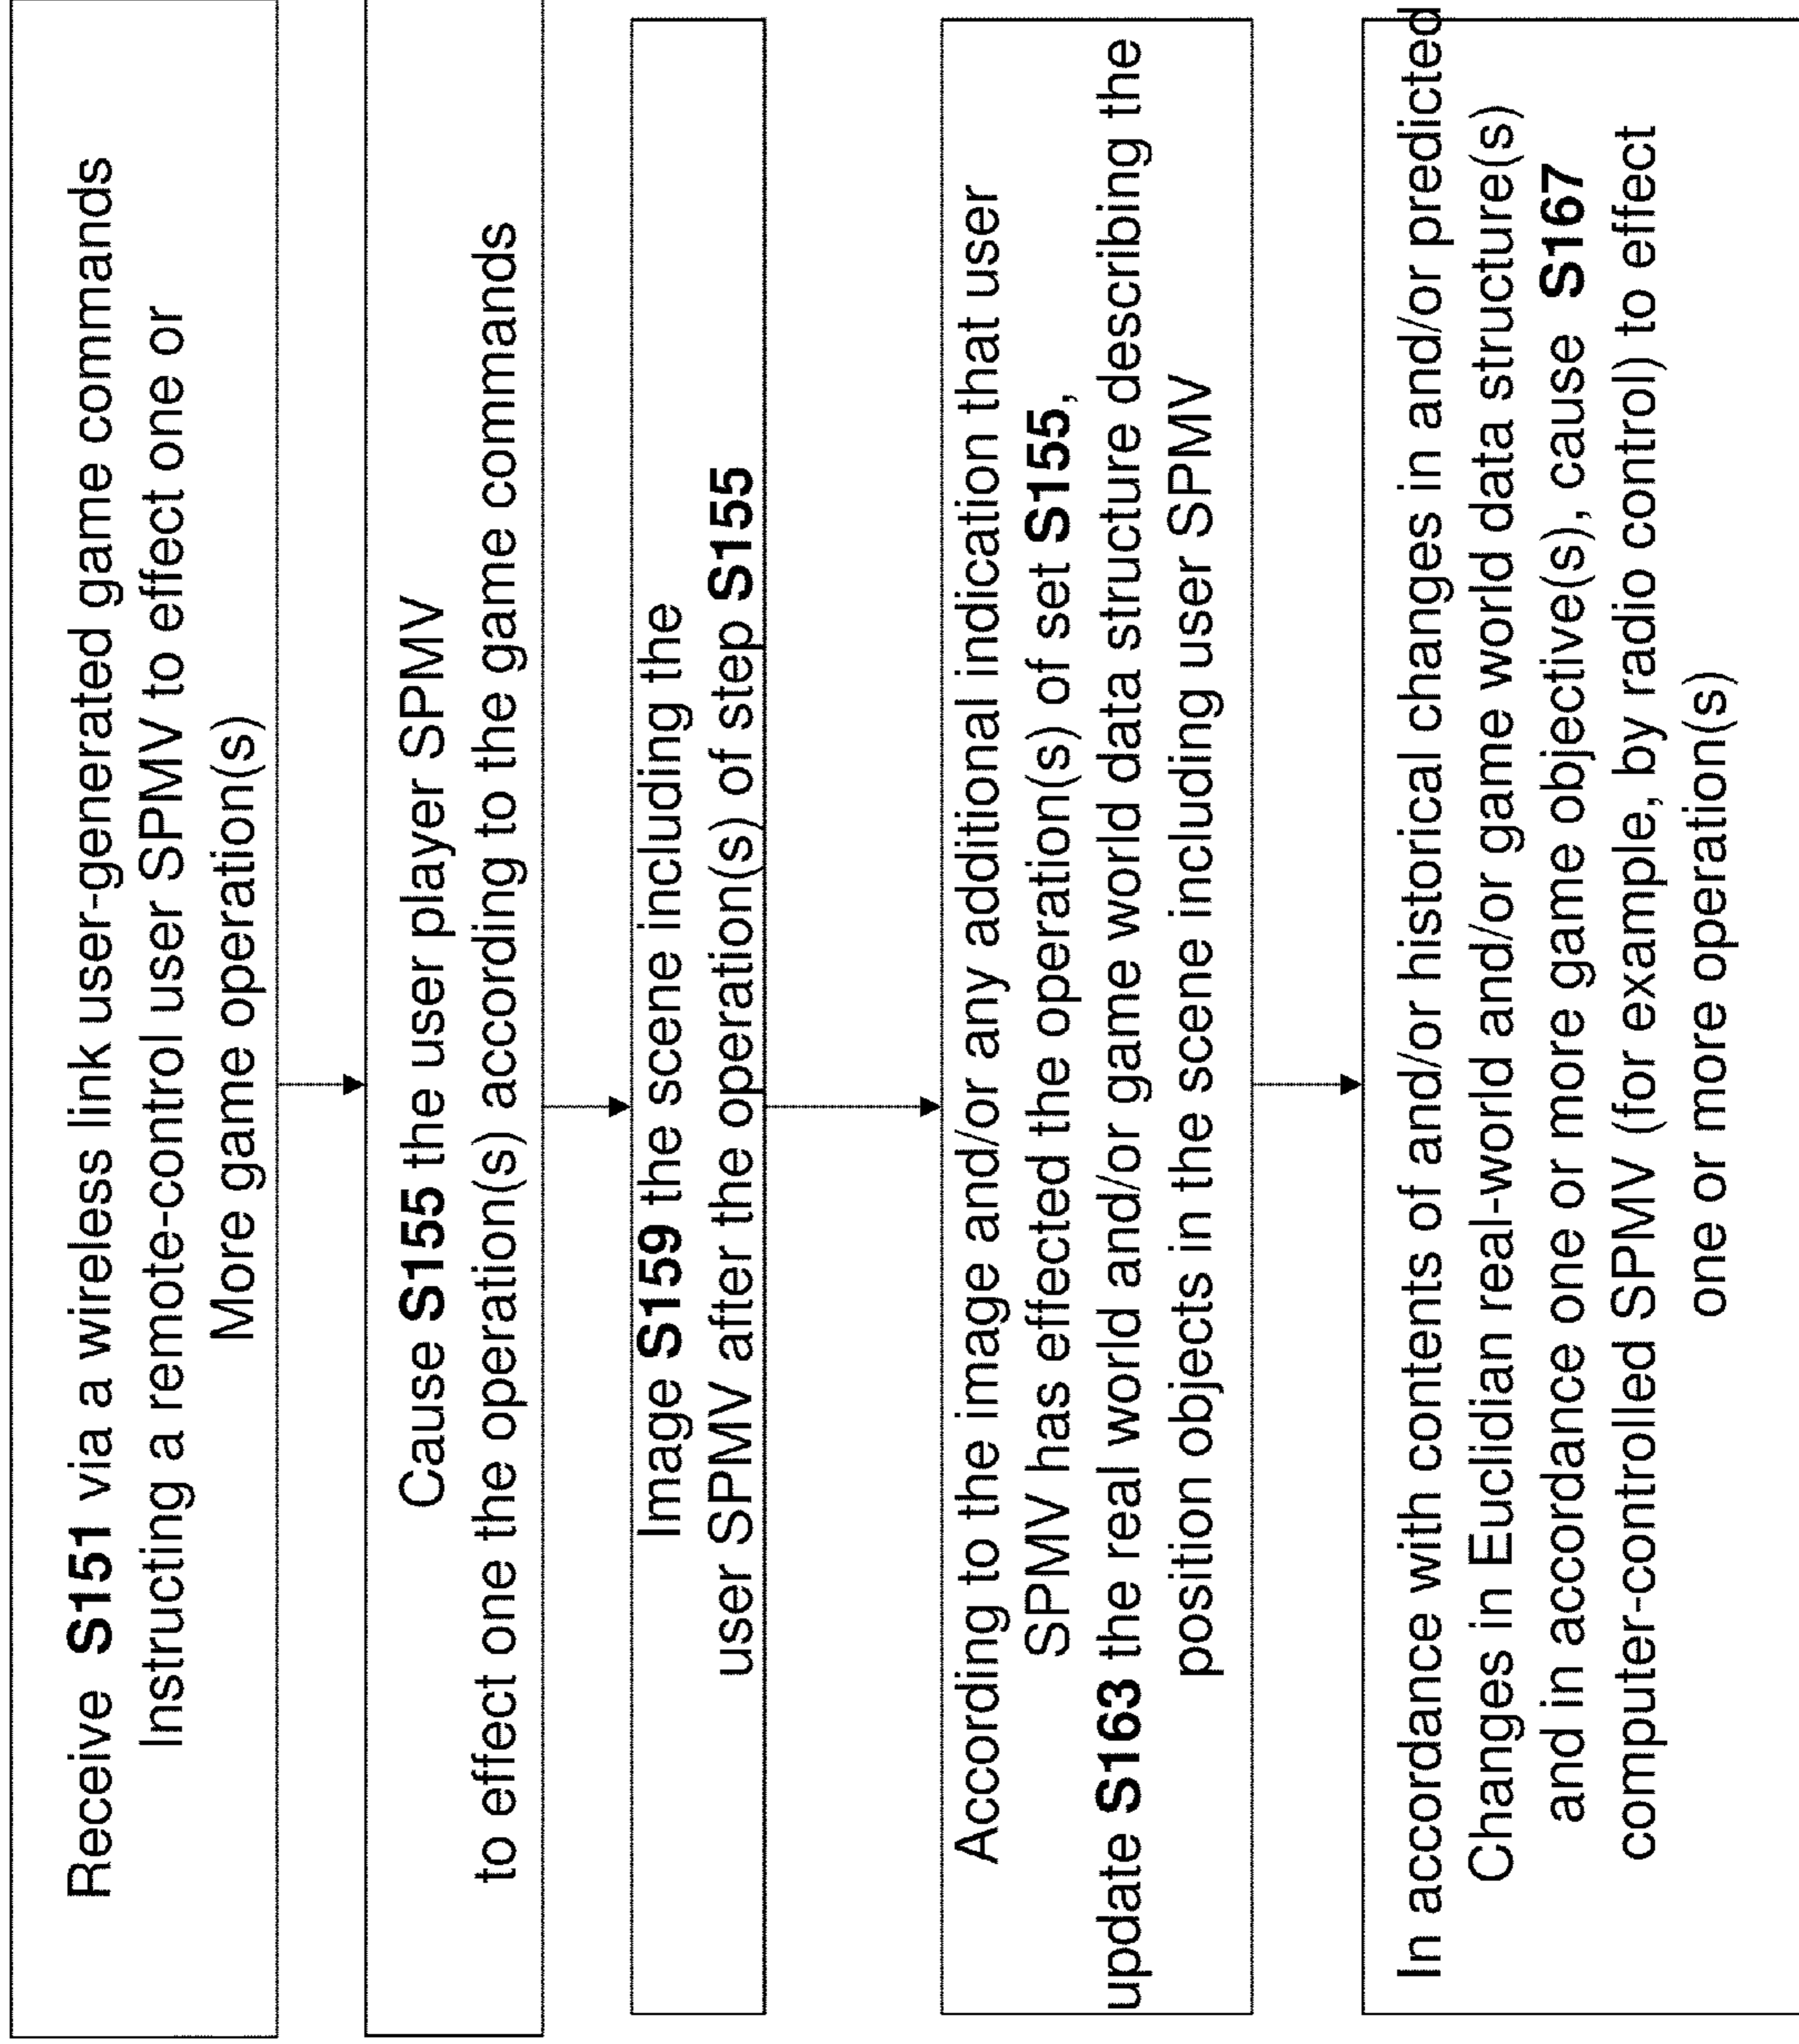 Receive S151 via a wireless link user-generated game commands
Instructing a remote-control user SPMV to effect one or
More game operation(s)
Cause S155 the user player SPMV
to effect one the operation(s) according to the game commands
Image S159 the scene including the
user SPMV after the operation(s) of step S155
According to the image and/or any additional indication that user
SPMV has effected the operation(s) of set S155,
update S163 the real world and/or game world data structure describing the
position objects in the scene including user SPMV
In accordance with contents of and/or historical changes in and/or predicted
Changes in Euclidian real-world and/or game world data structure(s)
and in accordance one or more game objective(s), cause S167
computer-controlled SPMV (for example, by radio control) to effect
one or more operation(s)